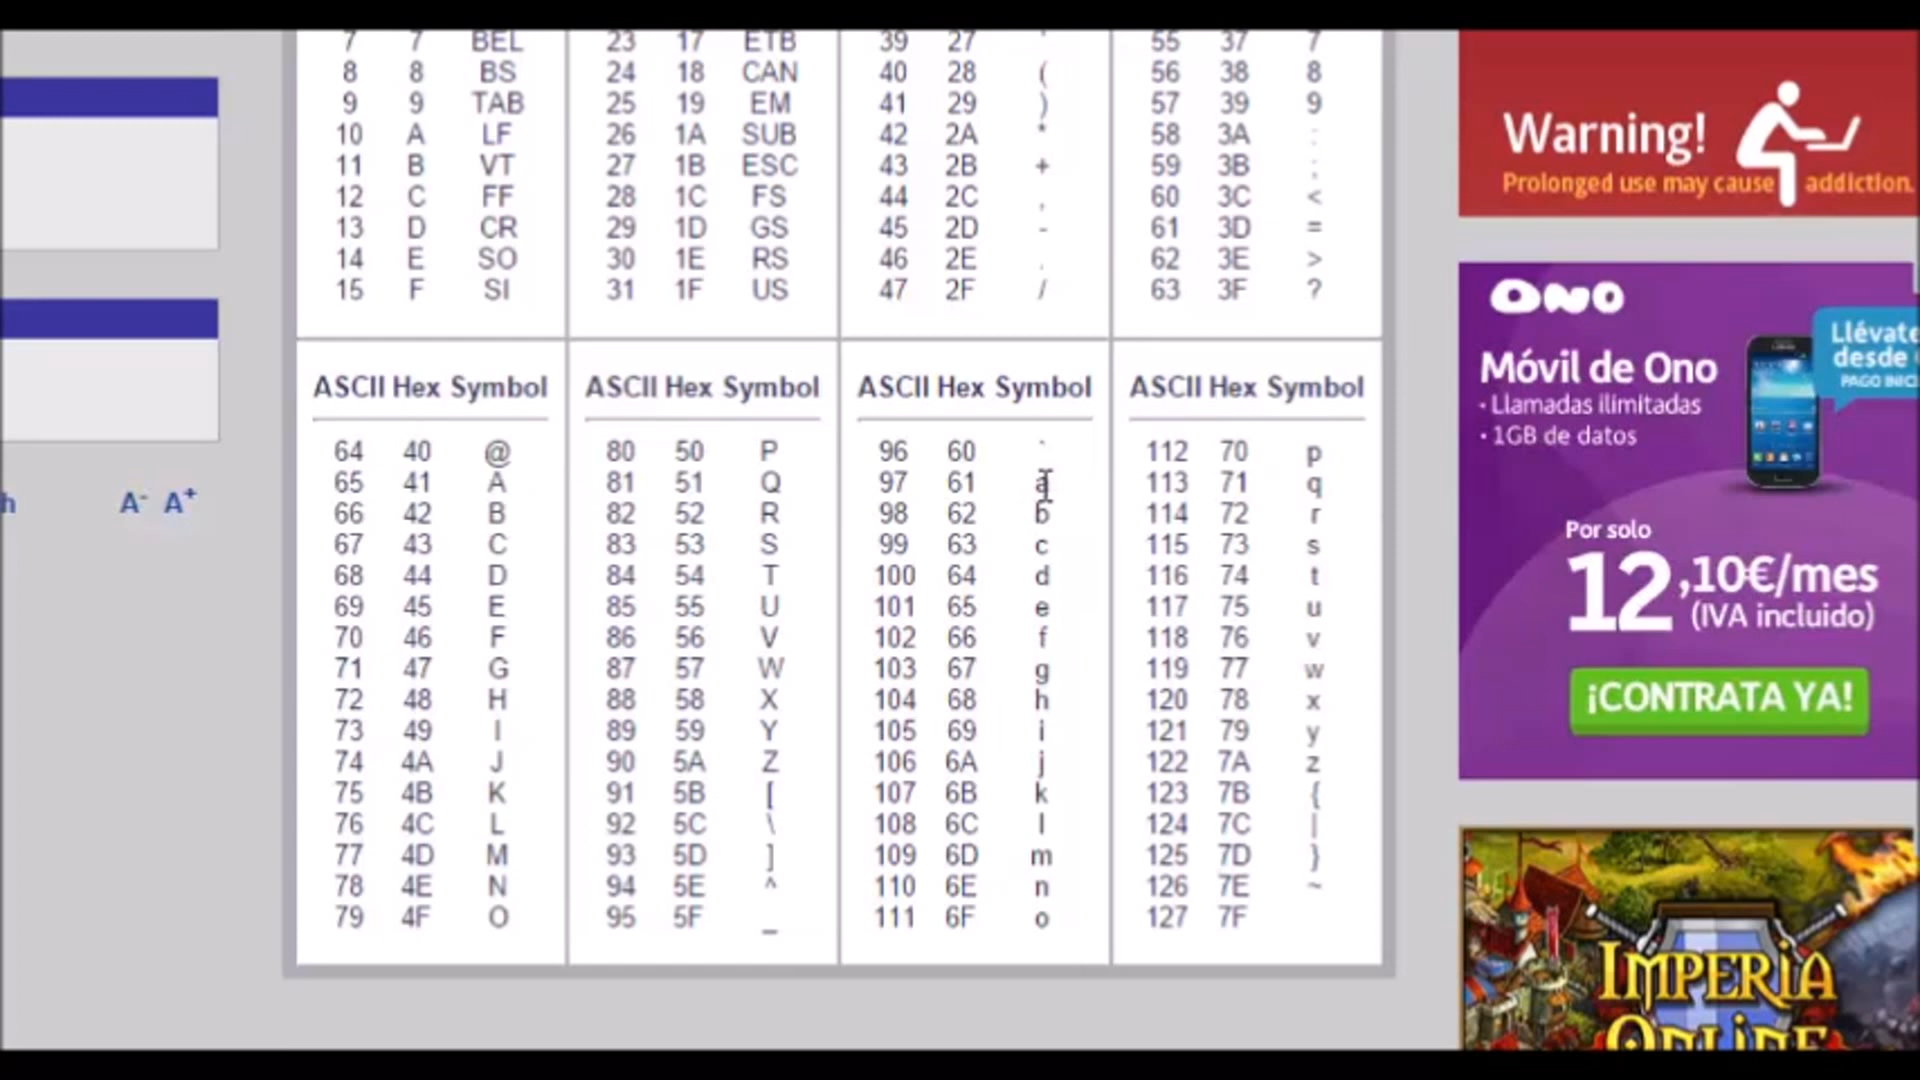 7 7 BEL 23 17 ETB 39 27 ' 55 37 7
8 8 BS 24 18 CAN 40 28 ( 56 38 8
9 9 TAB 25 19 EM 41 29 ) 57 39 9
10 A LF 26 1A SUB 42 2A * 58 3A :
11 B VT 27 1B ESC 43 2B + 59 3B ;
12 C FF 28 1C FS 44 2C , 60 3C <
13 D CR 29 1D GS 45 2D - 61 3D =
14 E SO 30 1E RS 46 2E . 62 3E >
15 F SI 31 1F US 47 2F / 63 3F ?
ASCII Hex Symbol ASCII Hex Symbol ASCII Hex Symbol ASCII Hex Symbol
64 40 @ 80 50 P 96 60 ` 112 70 p
65 41 A 81 51 Q 97 61 a 113 71 q
66 42 B 82 52 R 98 62 b 114 72 r
67 43 C 83 53 S 99 63 c 115 73 s
68 44 D 84 54 T 100 64 d 116 74 t
69 45 E 85 55 U 101 65 e 117 75 u
70 46 F 86 56 V 102 66 f 118 76 v
71 47 G 87 57 W 103 67 g 119 77 w
72 48 H 88 58 X 104 68 h 120 78 x
73 49 I 89 59 Y 105 69 i 121 79 y
74 4A J 90 5A Z 106 6A j 122 7A z
75 4B K 91 5B [ 107 6B k 123 7B {
76 4C L 92 5C \ 108 6C l 124 7C |
77 4D M 93 5D ] 109 6D m 125 7D }
78 4E N 94 5E ^ 110 6E n 126 7E ~
79 4F O 95 5F _ 111 6F o 127 7F
h A- A+
Warning!
Prolonged use may cause addiction.
ONO
Móvil de Ono
· Llamadas ilimitadas
· 1GB de datos
Llévate
desde
PAGO INIC
Por solo
12,10€/mes
(IVA incluido)
¡CONTRATA YA!
IMPERIA
ONLINE